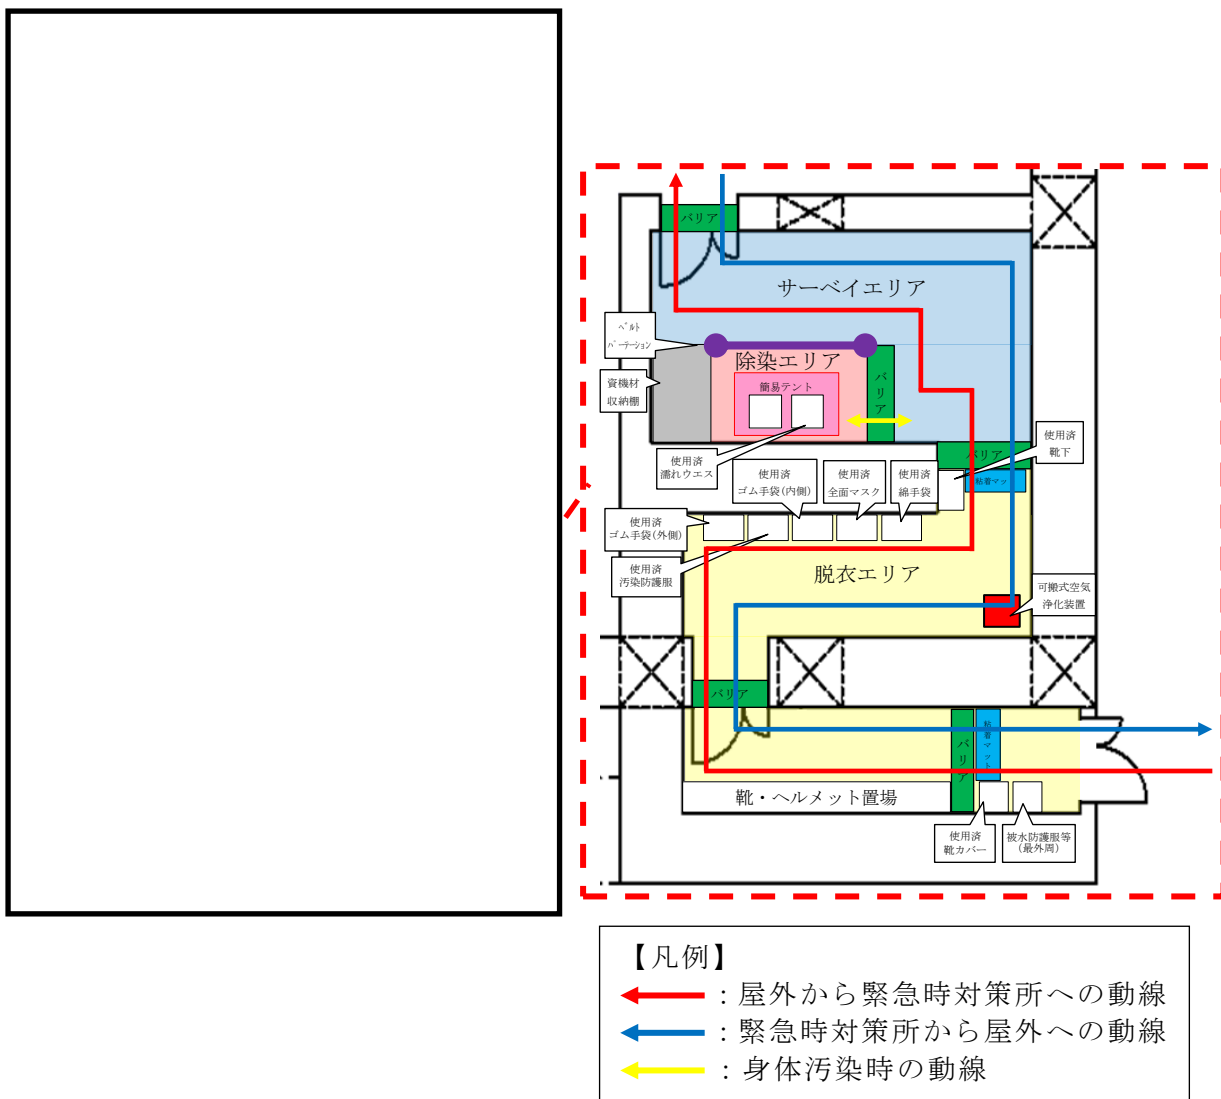 バリア
サーベイエリア
ベルト
パーテーション
除染エリア
資機材
収納棚
簡易テント
バリア
使用済
靴下
バリア
使用済
濡れウエス
使用済
ゴム手袋(内側)
使用済
全面マスク
使用済
綿手袋
粘着マッ
使用済
ゴム手袋(外側)
使用済
汚染防護服
脱衣エリア
可搬式空気
浄化装置
バリア
バリア
粘着マット
靴・ヘルメット置場
使用済
靴カバー
被水防護服等
(最外周)
【凡例】
：屋外から緊急時対策所への動線
：緊急時対策所から屋外への動線
：身体汚染時の動線